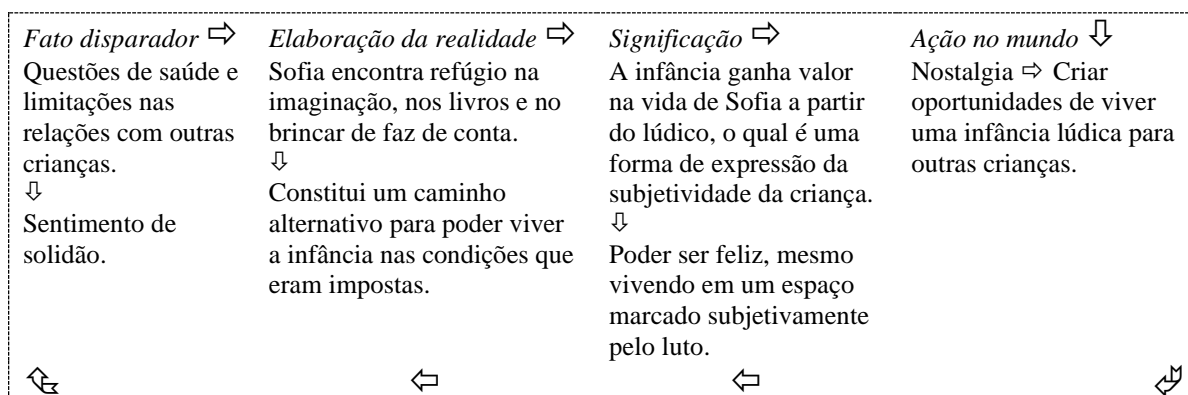 Fato disparador ⇨
Questões de saúde e
limitações nas
relações com outras
crianças.
⇩
Sentimento de
solidão.
Elaboração da realidade ⇨
Sofia encontra refúgio na
imaginação, nos livros e no
brincar de faz de conta.
⇩
Constitui um caminho
alternativo para poder viver
a infância nas condições que
eram impostas.
Significação ⇨
A infância ganha valor
na vida de Sofia a partir
do lúdico, o qual é uma
forma de expressão da
subjetividade da criança.
⇩
Poder ser feliz, mesmo
vivendo em um espaço
marcado subjetivamente
pelo luto.
Ação no mundo ⇩
Nostalgia ⇨ Criar
oportunidades de viver
uma infância lúdica para
outras crianças.